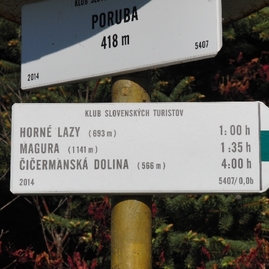 KLUB
PORUBA
418 m
2014 5407
KLUB SLOVENSKÝCH TURISTOV
HORNÉ LAZY (693 m) 1:00 h
MAGURA (1141 m) 1:35 h
ČIČERMANSKÁ DOLINA (566 m) 4:00 h
2014 5407/0,0b